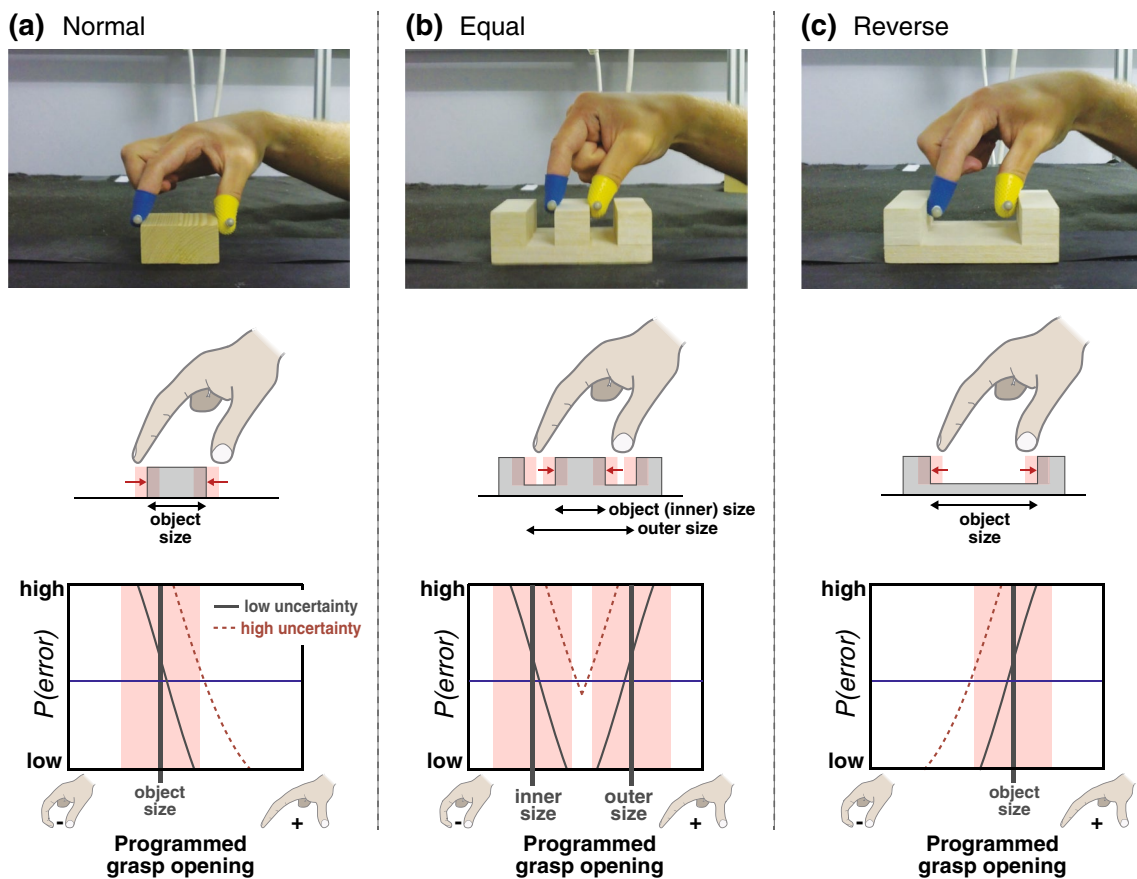 (a) Normal
object
size
high
P(error)
low
low uncertainty
high uncertainty
object
size
-
+
Programmed
grasp opening
(b) Equal
object (inner) size
outer size
high
P(error)
low
inner
size
outer
size
-
+
Programmed
grasp opening
(c) Reverse
object
size
high
P(error)
low
object
size
-
+
Programmed
grasp opening